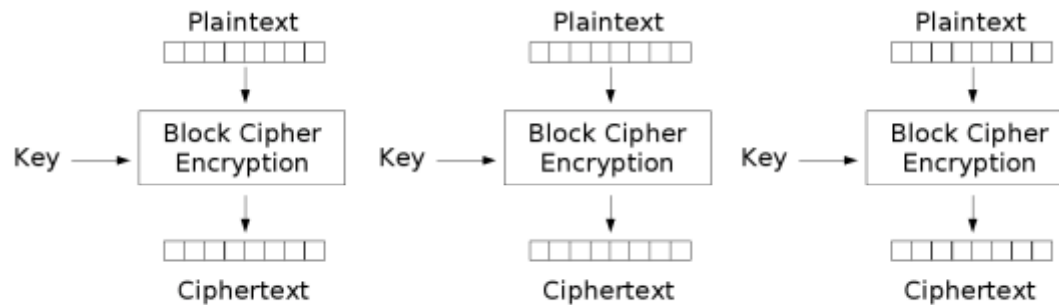 Plaintext Plaintext Plaintext
Key Block Cipher Encryption Key Block Cipher Encryption Key Block Cipher Encryption
Ciphertext Ciphertext Ciphertext